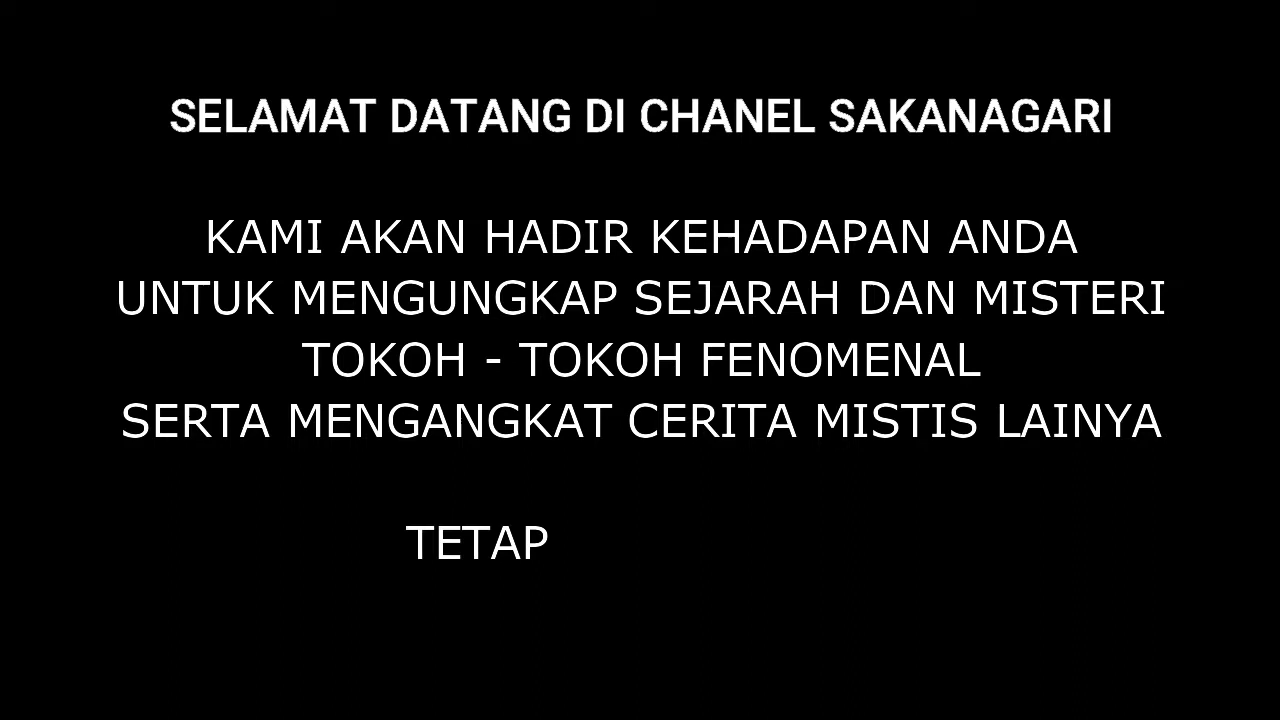 SELAMAT DATANG DI CHANEL SAKANAGARI
KAMI AKAN HADIR KEHADAPAN ANDA
UNTUK MENGUNGKAP SEJARAH DAN MISTERI
TOKOH - TOKOH FENOMENAL
SERTA MENGANGKAT CERITA MISTIS LAINYA
TETAP